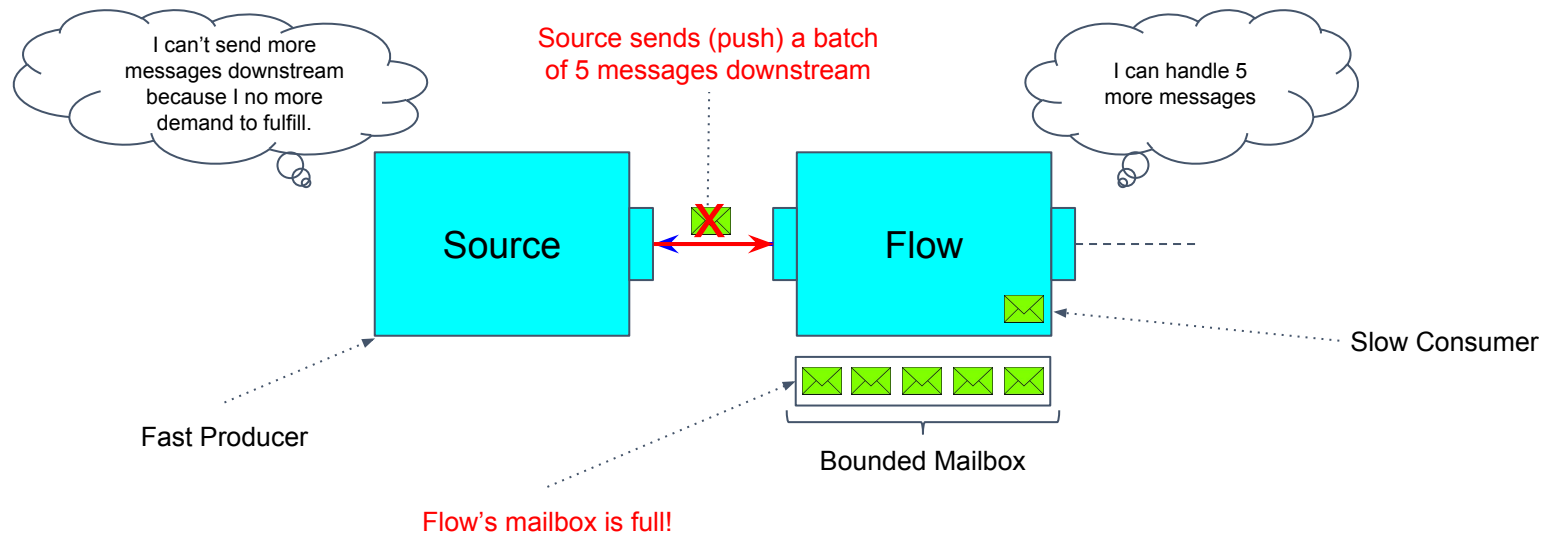 I can't send more
messages downstream
because I no more
demand to fulfill.
Source sends (push) a batch
of 5 messages downstream
I can handle 5
more messages
X
Source
Flow
Slow Consumer
Fast Producer
Bounded Mailbox
Flow's mailbox is full!